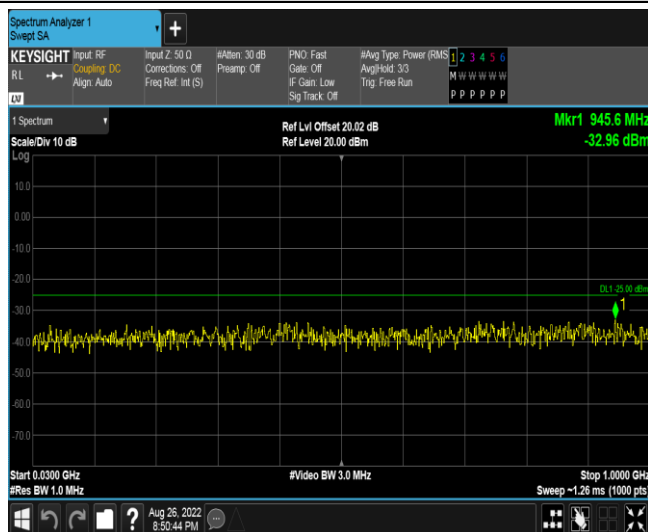 Spectrum Analyzer 1
Swept SA
KEYSIGHT
RL
LXI
Input: RF
Coupling: DC
Align: Auto
Input Z: 50 Ω
Corrections: Off
Freq Ref: Int (S)
#Atten: 30 dB
Preamp: Off
PNO: Fast
Gate: Off
IF Gain: Low
Sig Track: Off
#Avg Type: Power (RMS
Avg|Hold: 3/3
Trig: Free Run
1 2 3 4 5 6
M W W W W W
P P P P P P
1 Spectrum
Scale/Div 10 dB
Log
Ref Lvl Offset 20.02 dB
Ref Level 20.00 dBm
Mkr1 945.6 MHz
-32.96 dBm
10.0
0.00
-10.0
-20.0
DL1 -25.00 dBm
1
-30.0
-40.0
-50.0
-60.0
-70.0
Start 0.0300 GHz
#Res BW 1.0 MHz
#Video BW 3.0 MHz
Stop 1.0000 GHz
Sweep ~1.26 ms (1000 pts)
?
Aug 26, 2022
8:50:44 PM